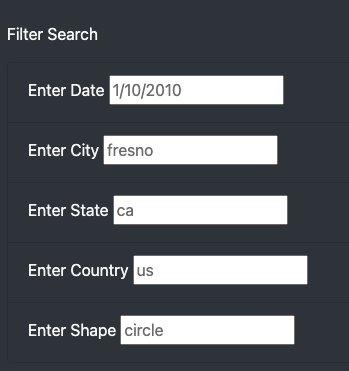 Filter Search
Enter Date 1/10/2010
Enter City fresno
Enter State ca
Enter Country us
Enter Shape circle